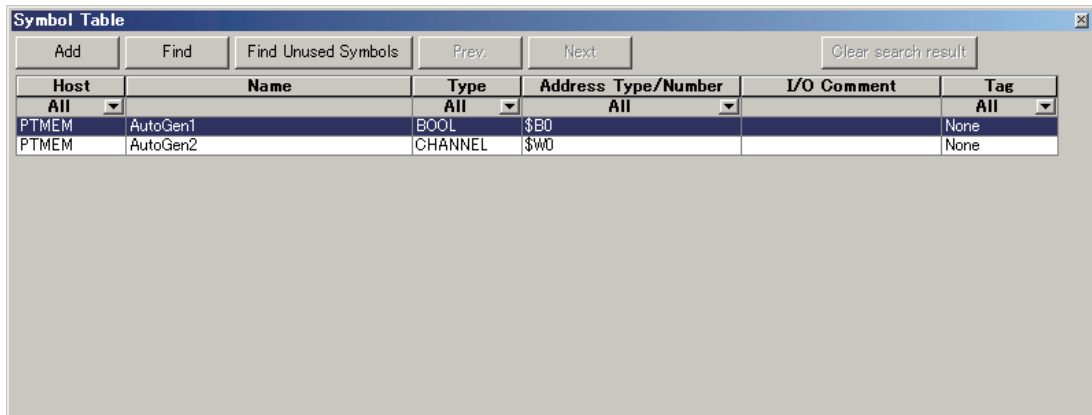 Symbol Table
Add Find Find Unused Symbols Prev. Next Clear search result
Host Name Type Address Type/Number I/O Comment Tag
All All All All
PTMEM AutoGen1 BOOL $B0 None
PTMEM AutoGen2 CHANNEL $W0 None